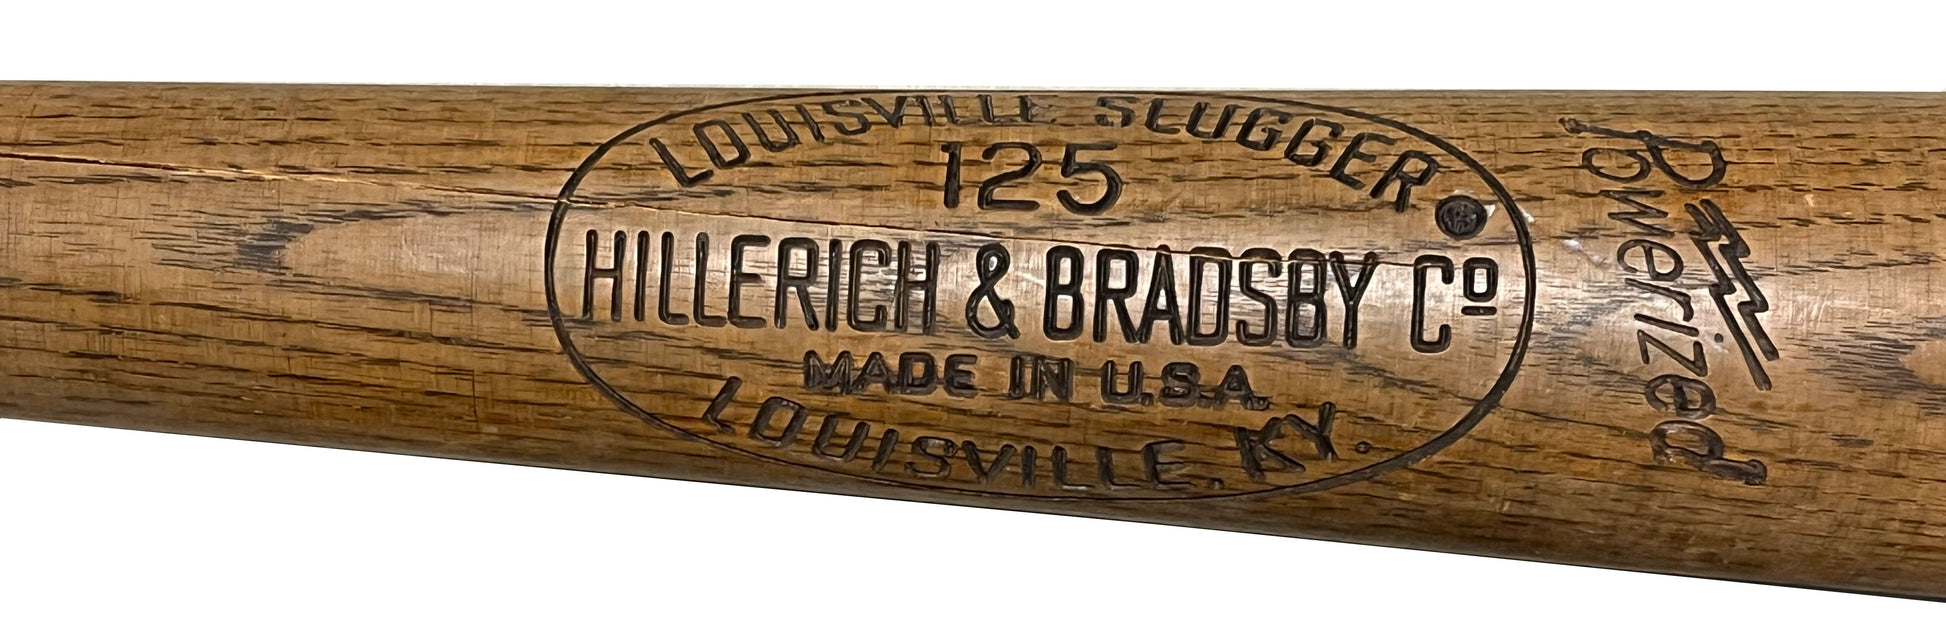 LOUISVILLE SLUGGER
125
HILLERICH & BRADSBY Cº
MADE IN U.S.A.
LOUISVILLE, KY.
Powerized